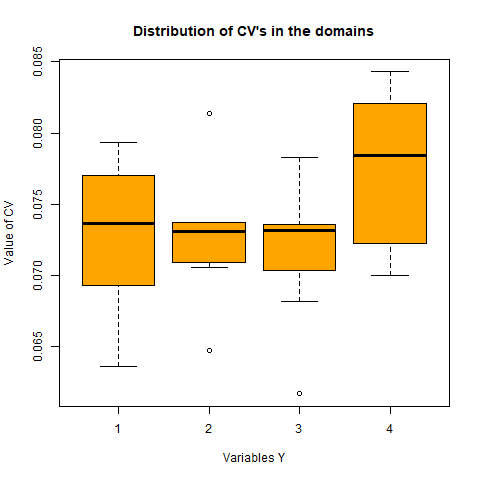 Distribution of CV's in the domains
Value of CV
0.085
0.080
0.075
0.070
0.065
1 2 3 4
Variables Y